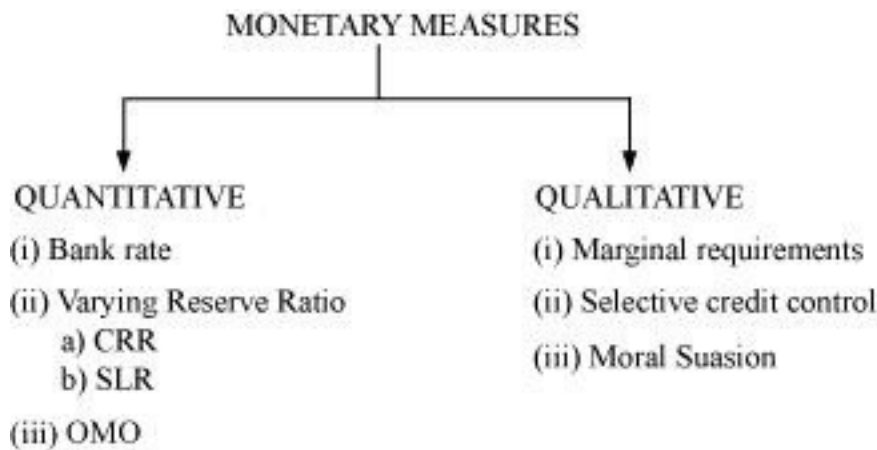 MONETARY MEASURES
QUANTITATIVE
(i) Bank rate
(ii) Varying Reserve Ratio
a) CRR
b) SLR
(iii) OMO
QUALITATIVE
(i) Marginal requirements
(ii) Selective credit control
(iii) Moral Suasion